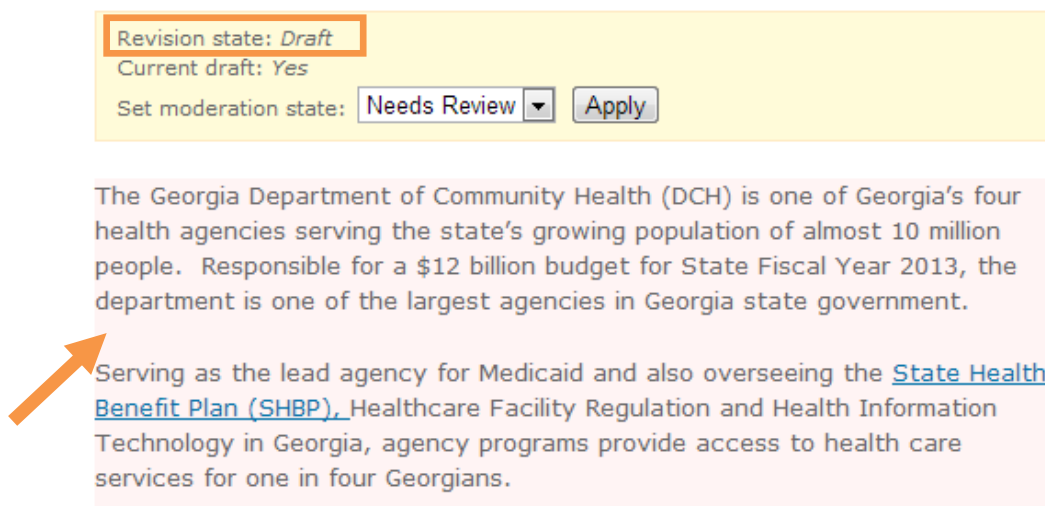 Revision state: Draft
Current draft: Yes
Set moderation state: Needs Review Apply
The Georgia Department of Community Health (DCH) is one of Georgia’s four
health agencies serving the state’s growing population of almost 10 million
people.  Responsible for a $12 billion budget for State Fiscal Year 2013, the
department is one of the largest agencies in Georgia state government.
Serving as the lead agency for Medicaid and also overseeing the State Health
Benefit Plan (SHBP), Healthcare Facility Regulation and Health Information
Technology in Georgia, agency programs provide access to health care
services for one in four Georgians.